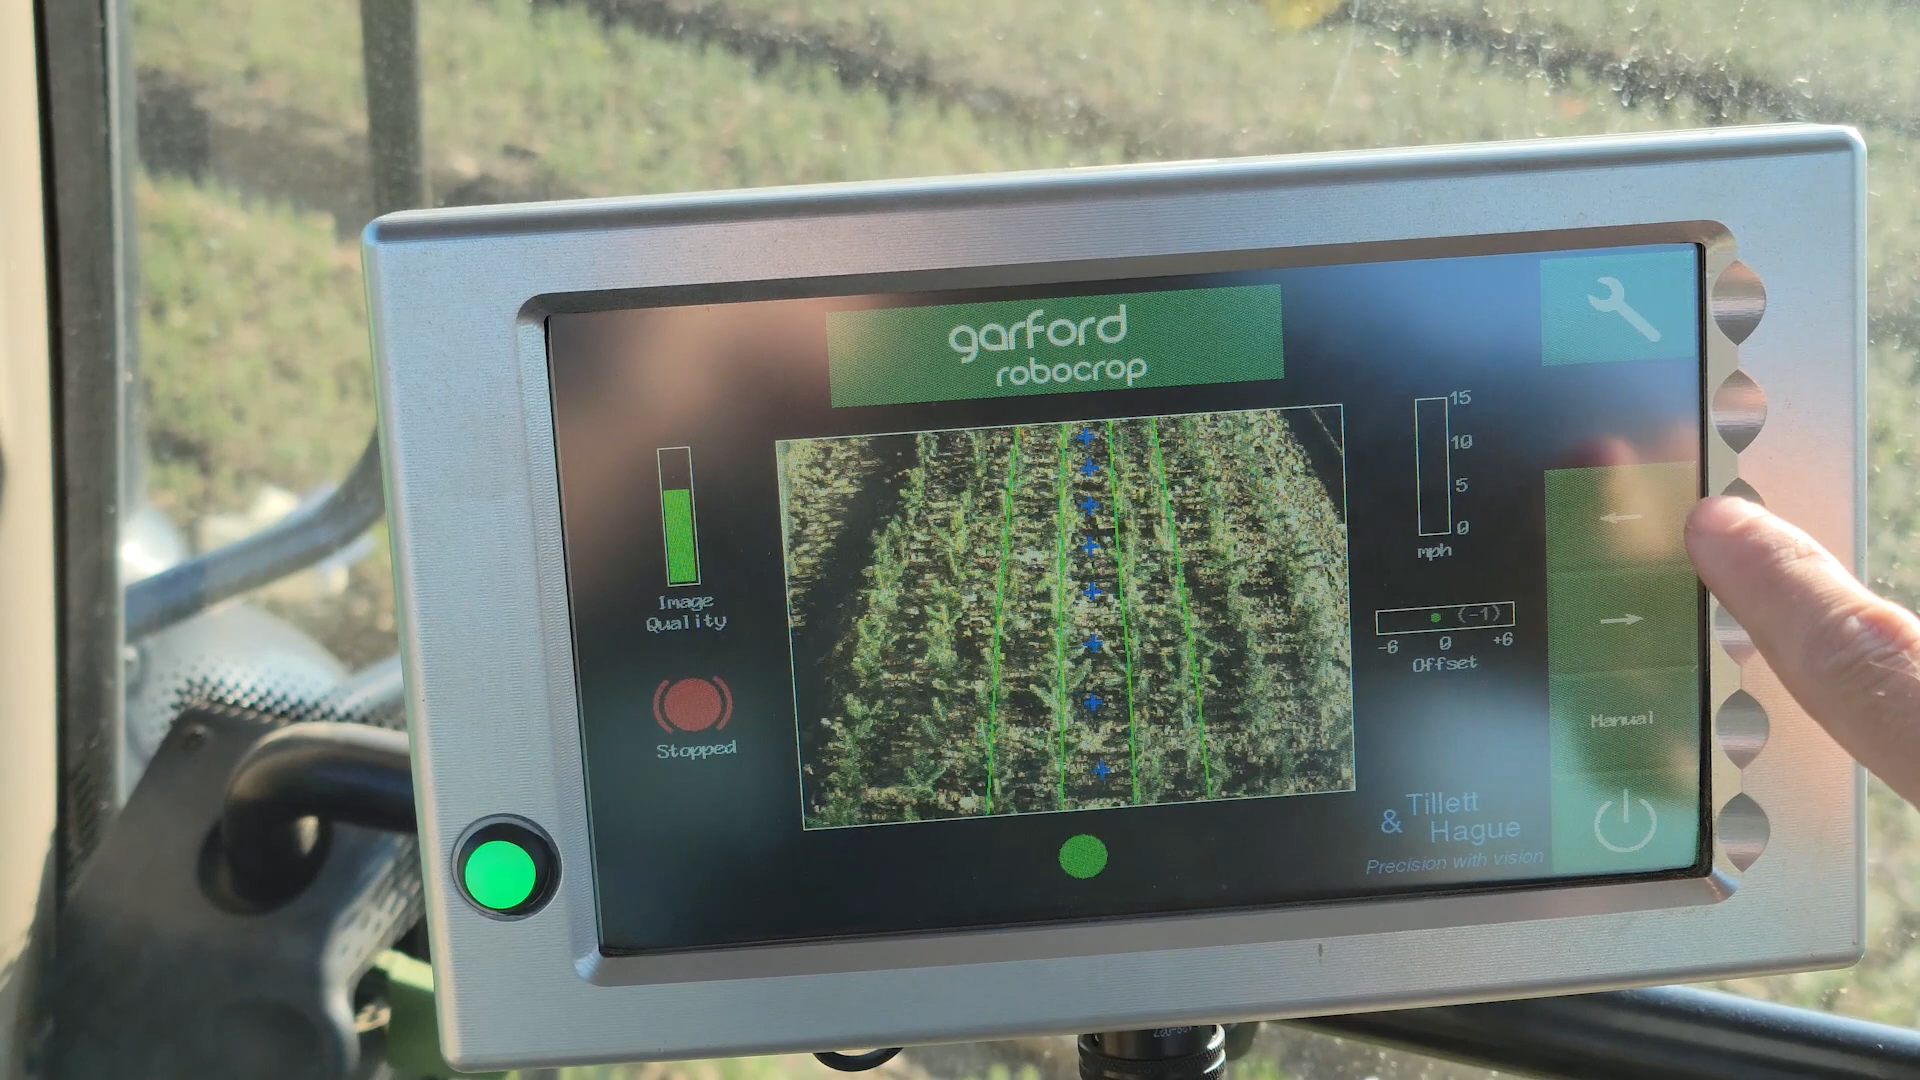 garford
robocrop
Image
Quality
Stopped
15
10
5
0
mph
(-1)
-6 0 +6
Offset
Manual
& Tillett
Hague
Precision with vision